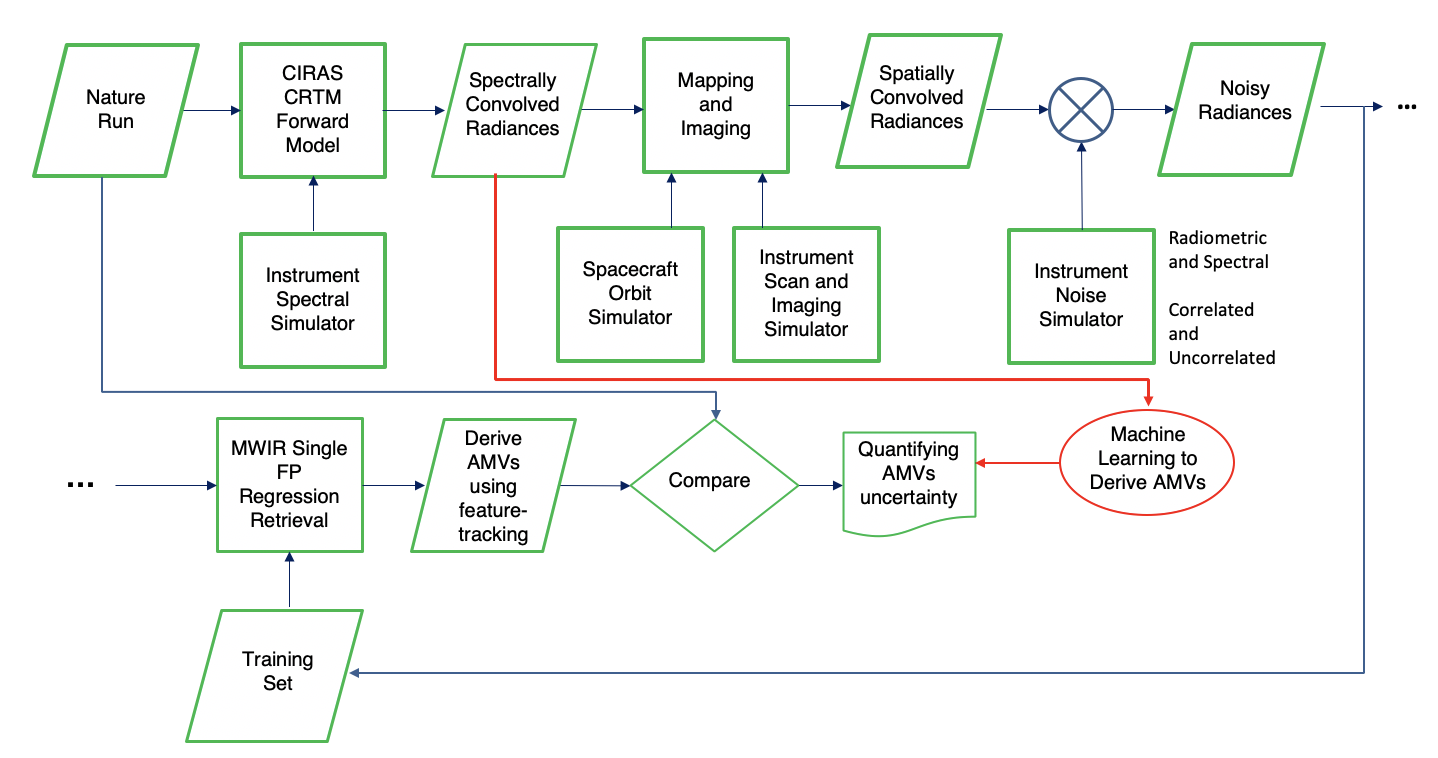 Nature
Run
CIRAS
CRTM
Forward
Model
Spectrally
Convolved
Radiances
Mapping
and
Imaging
Spatially
Convolved
Radiances
Noisy
Radiances
...
Instrument
Spectral
Simulator
Spacecraft
Orbit
Simulator
Instrument
Scan and
Imaging
Simulator
Instrument
Noise
Simulator
Radiometric
and Spectral
Correlated
and
Uncorrelated
...
MWIR Single
FP
Regression
Retrieval
Derive
AMVs
using
feature-
tracking
Compare
Quantifying
AMVs
uncertainty
Machine
Learning to
Derive AMVs
Training
Set